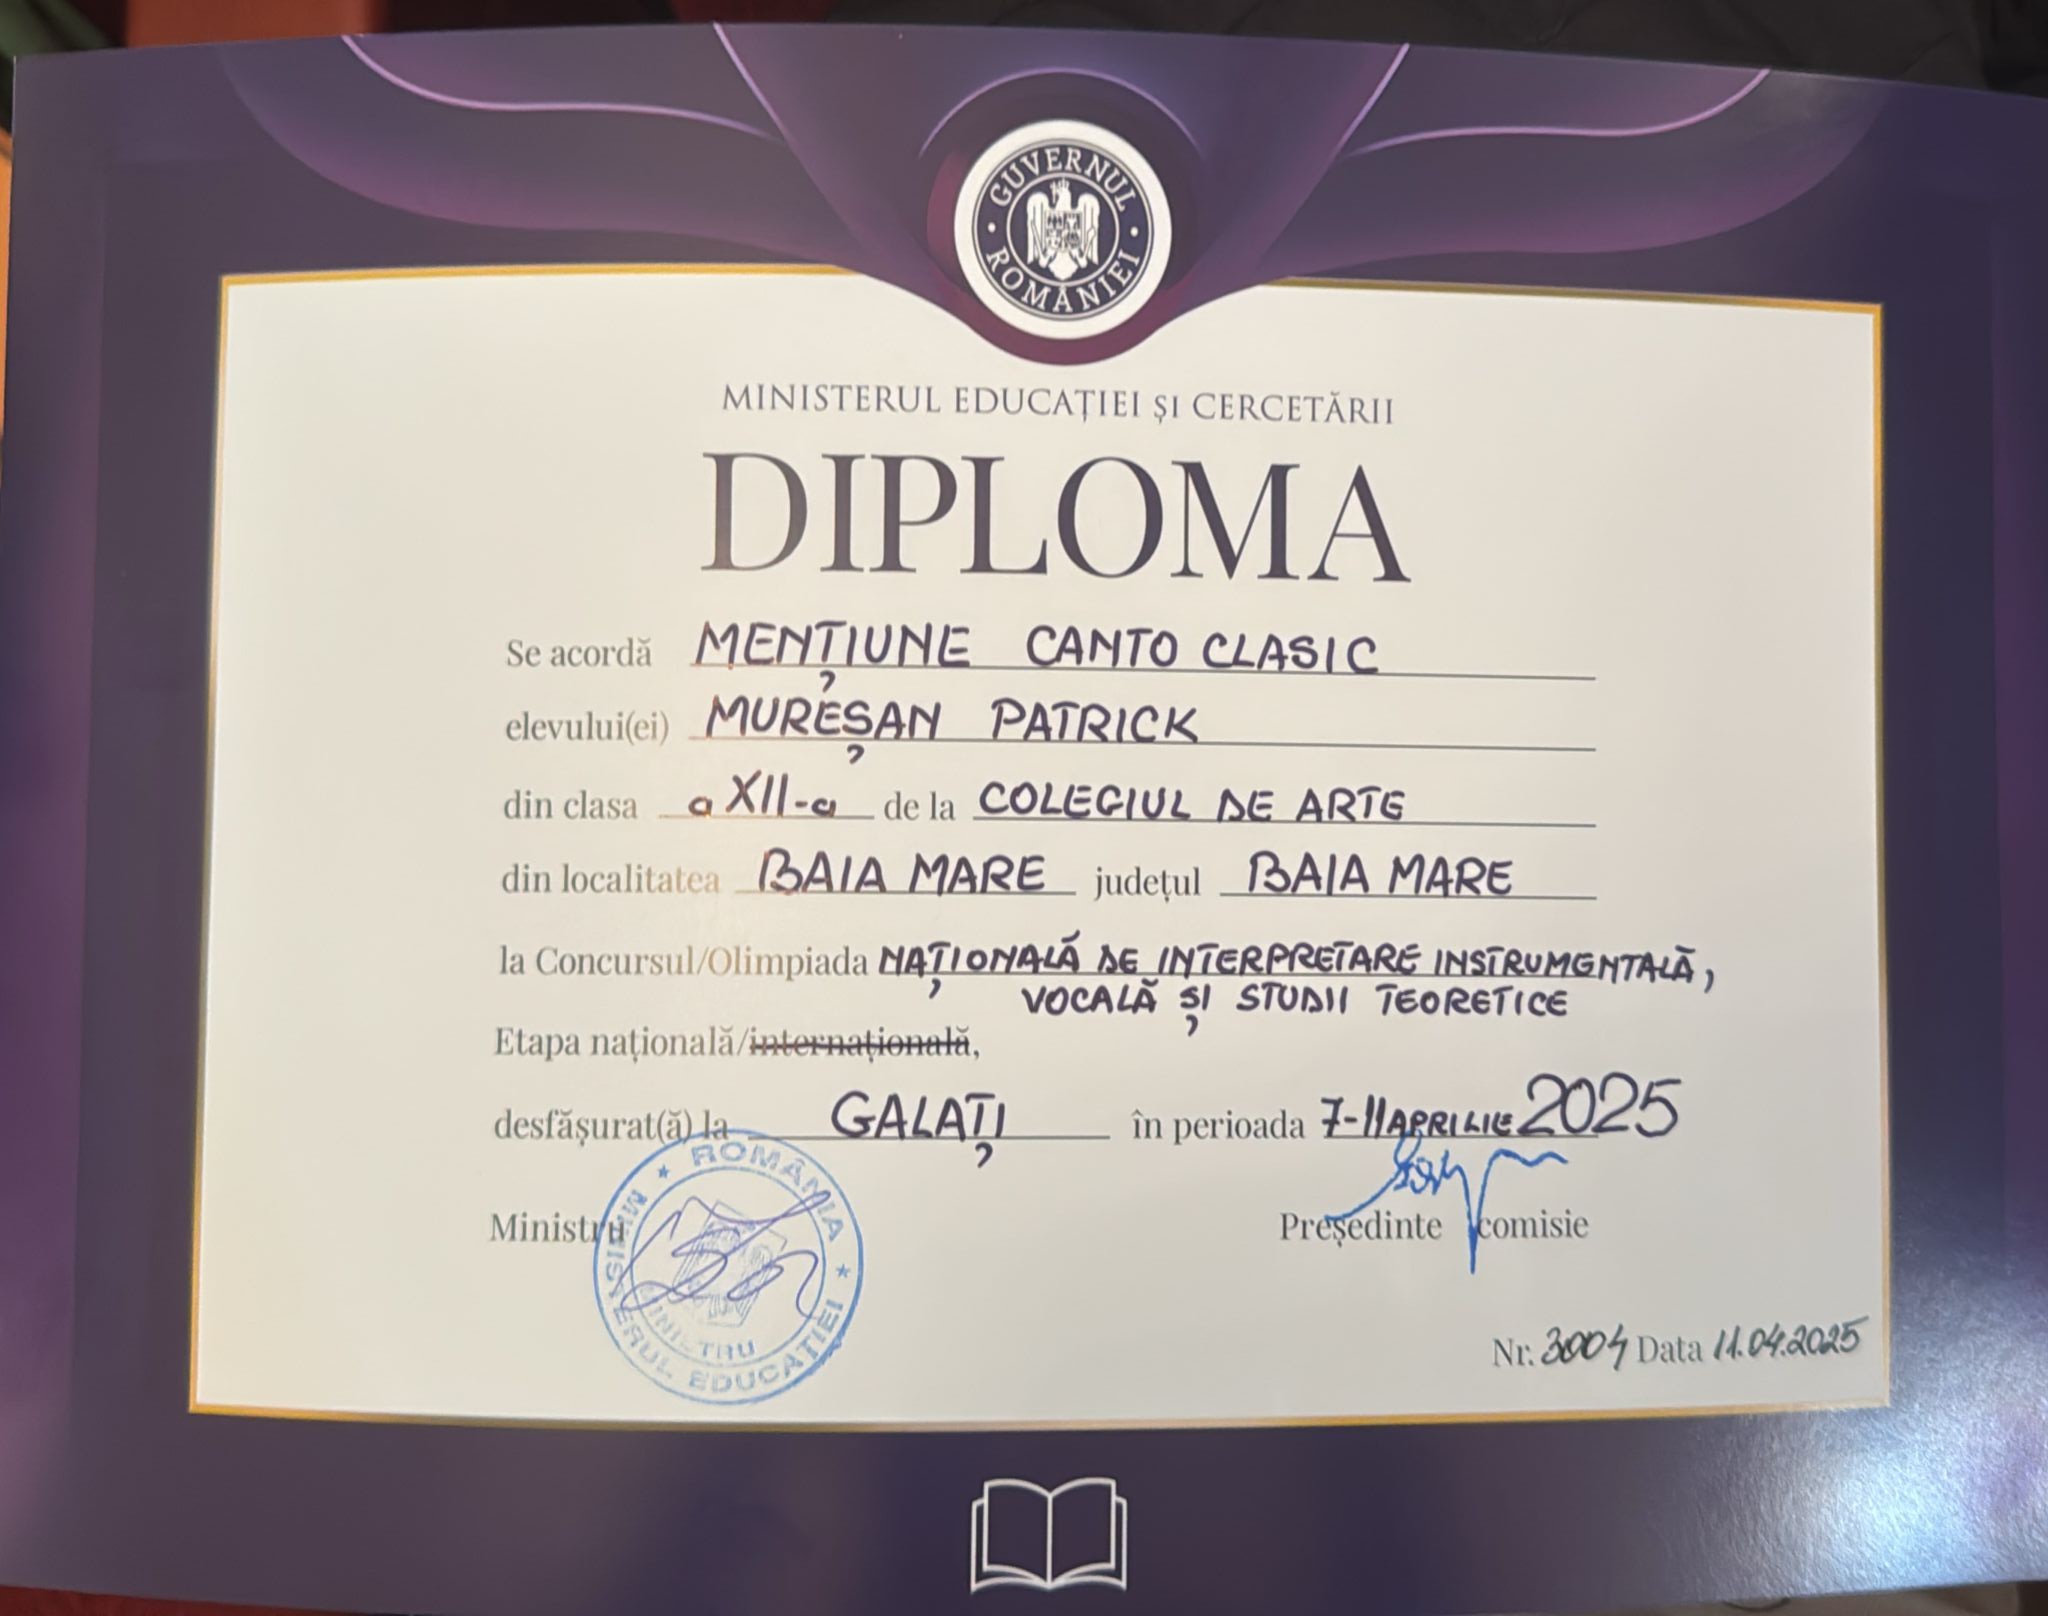 GUVERNUL ROMÂNIEI
MINISTERUL EDUCAȚIEI ȘI CERCETĂRII
DIPLOMA
Se acordă MENȚIUNE CANTO CLASIC
elevului(ei) MUREȘAN PATRICK
din clasa a XII-a de la COLEGIUL DE ARTE
din localitatea BAIA MARE județul BAIA MARE
la Concursul/Olimpiada NAȚIONALĂ DE INTERPRETARE INSTRUMENTALĂ,
VOCALĂ ȘI STUDII TEORETICE
Etapa națională/internațională,
desfășurat(ă) la GALAȚI în perioada 7-11 APRILIE 2025
Ministru
Președinte comisie
ROMÂNIA
MINISTERUL EDUCAȚIEI
MINISTRU
Nr. 3004 Data 11.04.2025